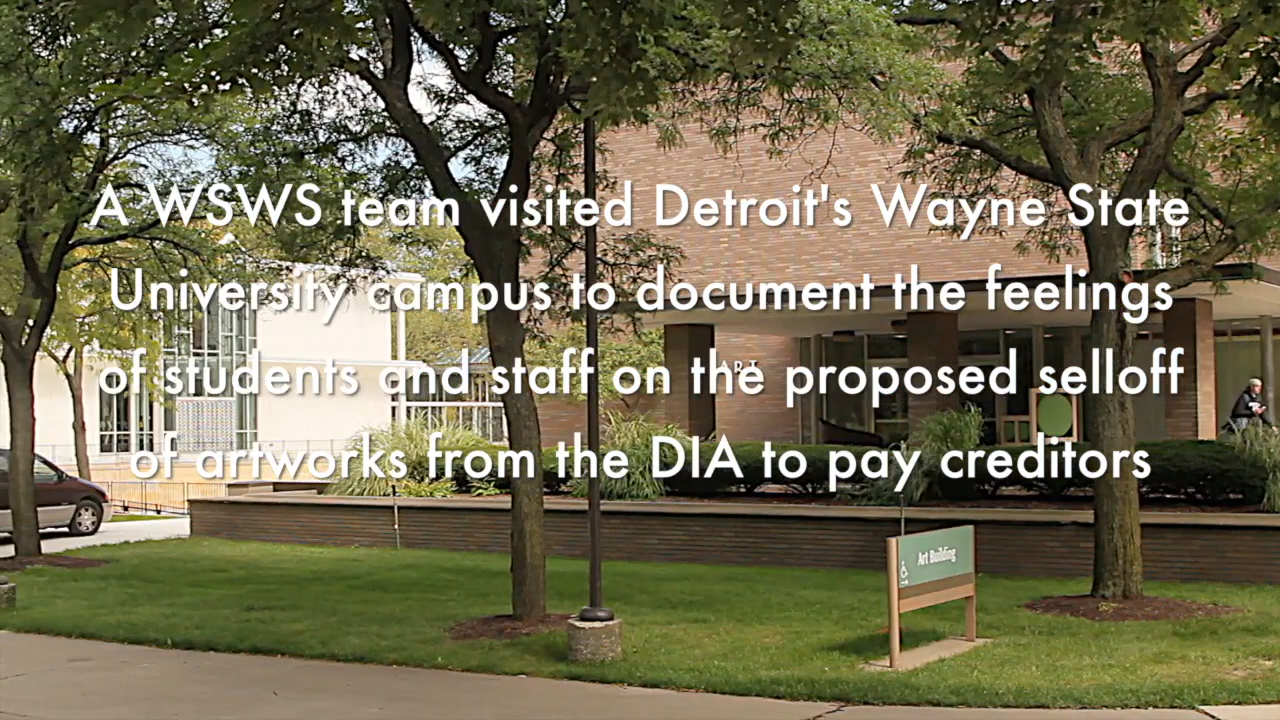 A WSWS team visited Detroit's Wayne State
University campus to document the feelings
of students and staff on the proposed selloff
of artworks from the DIA to pay creditors
ART
Art Building